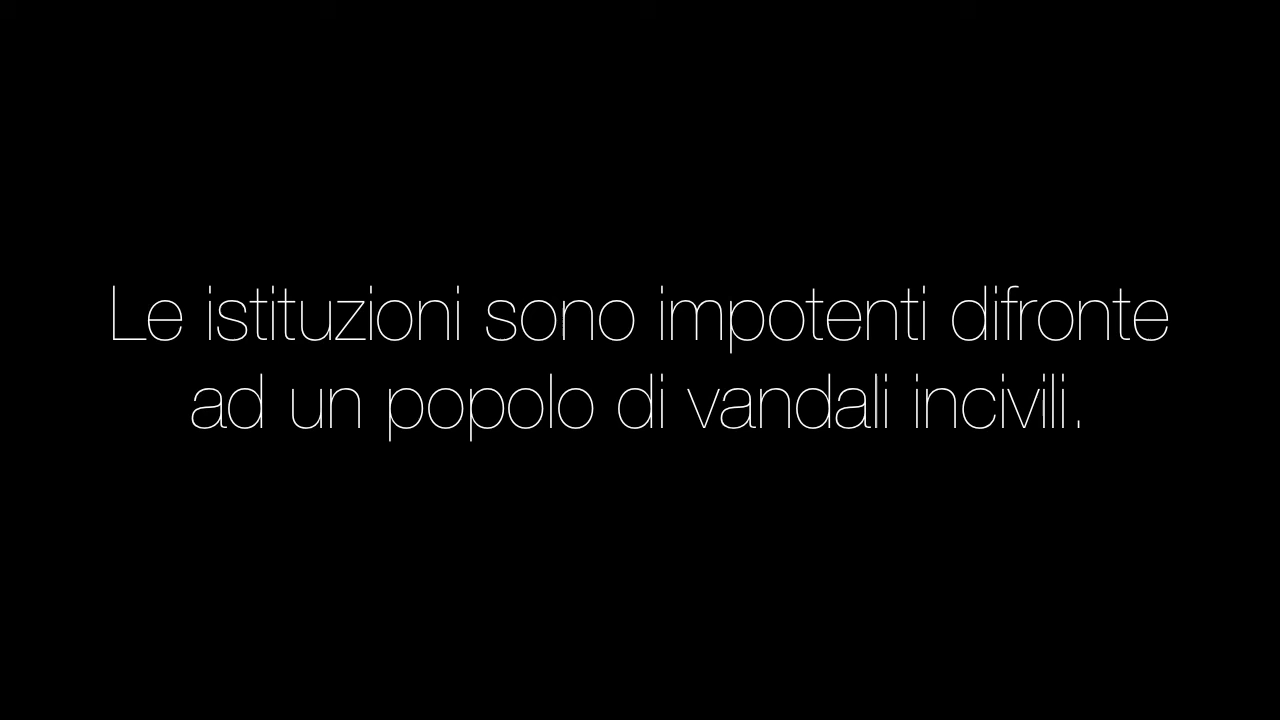 Le istituzioni sono impotenti difronte
ad un popolo di vandali incivili.